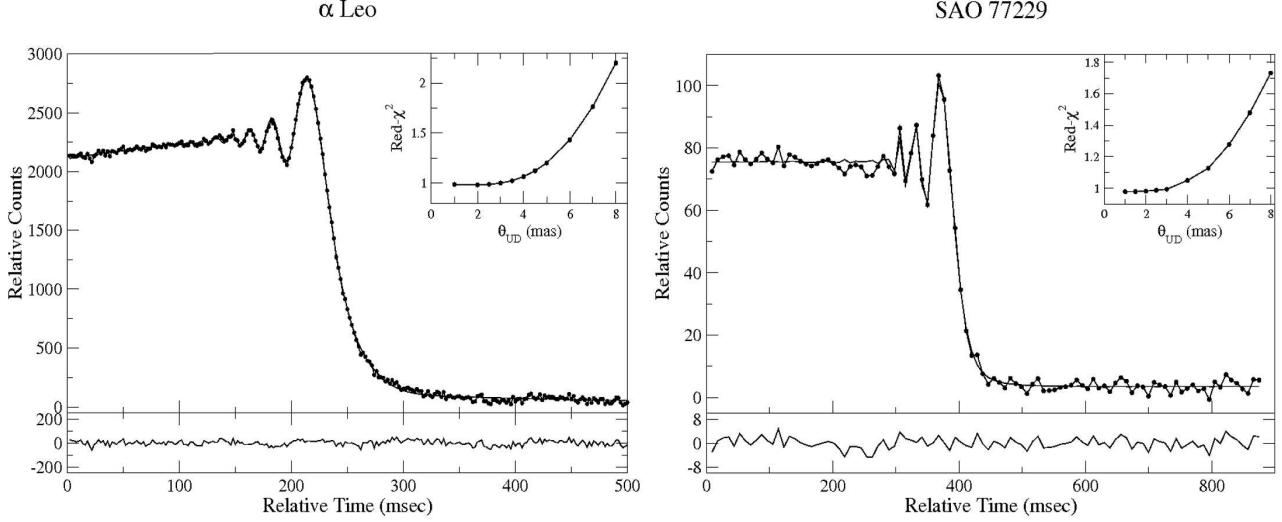 α Leo
SAO 77229
3000
2500
2000
1500
1000
500
0
Relative Counts
2
1.5
1
Red-χ²
0 2 4 6 8
θ_UD (mas)
200
0
-200
0 100 200 300 400 500
Relative Time (msec)
100
80
60
40
20
0
Relative Counts
1.8
1.6
1.4
1.2
1
Red-χ²
0 2 4 6 8
θ_UD (mas)
8
0
-8
0 200 400 600 800
Relative Time (msec)